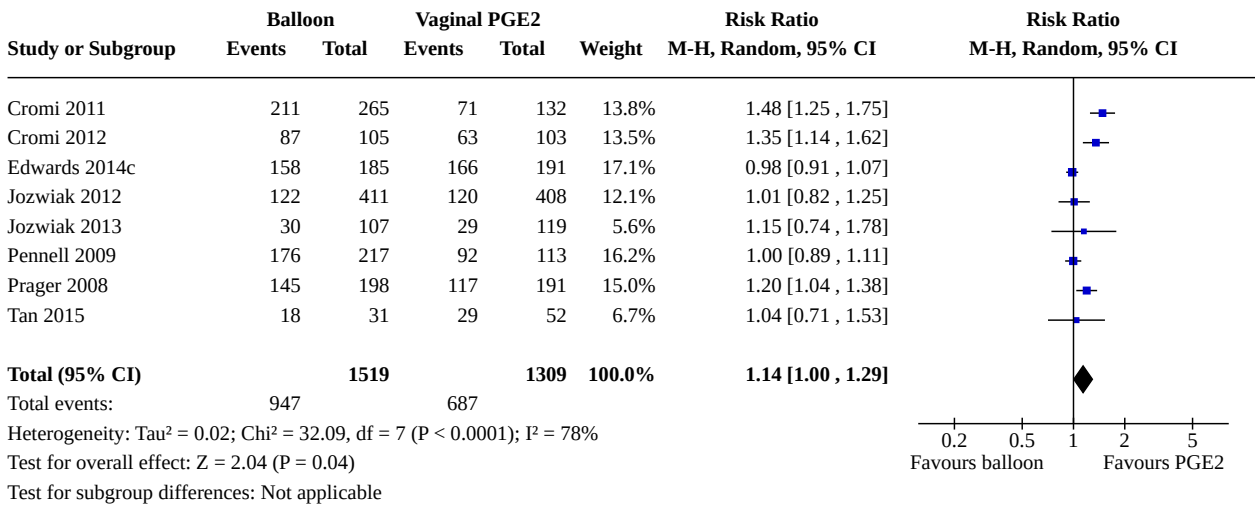 Balloon Vaginal PGE2 Risk Ratio Risk Ratio
Study or Subgroup Events Total Events Total Weight M-H, Random, 95% CI M-H, Random, 95% CI
Cromi 2011 211 265 71 132 13.8% 1.48 [1.25 , 1.75]
Cromi 2012 87 105 63 103 13.5% 1.35 [1.14 , 1.62]
Edwards 2014c 158 185 166 191 17.1% 0.98 [0.91 , 1.07]
Jozwiak 2012 122 411 120 408 12.1% 1.01 [0.82 , 1.25]
Jozwiak 2013 30 107 29 119 5.6% 1.15 [0.74 , 1.78]
Pennell 2009 176 217 92 113 16.2% 1.00 [0.89 , 1.11]
Prager 2008 145 198 117 191 15.0% 1.20 [1.04 , 1.38]
Tan 2015 18 31 29 52 6.7% 1.04 [0.71 , 1.53]
Total (95% CI) 1519 1309 100.0% 1.14 [1.00 , 1.29]
Total events: 947 687
Heterogeneity: Tau² = 0.02; Chi² = 32.09, df = 7 (P < 0.0001); I² = 78%
0.2 0.5 1 2 5
Test for overall effect: Z = 2.04 (P = 0.04) Favours balloon Favours PGE2
Test for subgroup differences: Not applicable